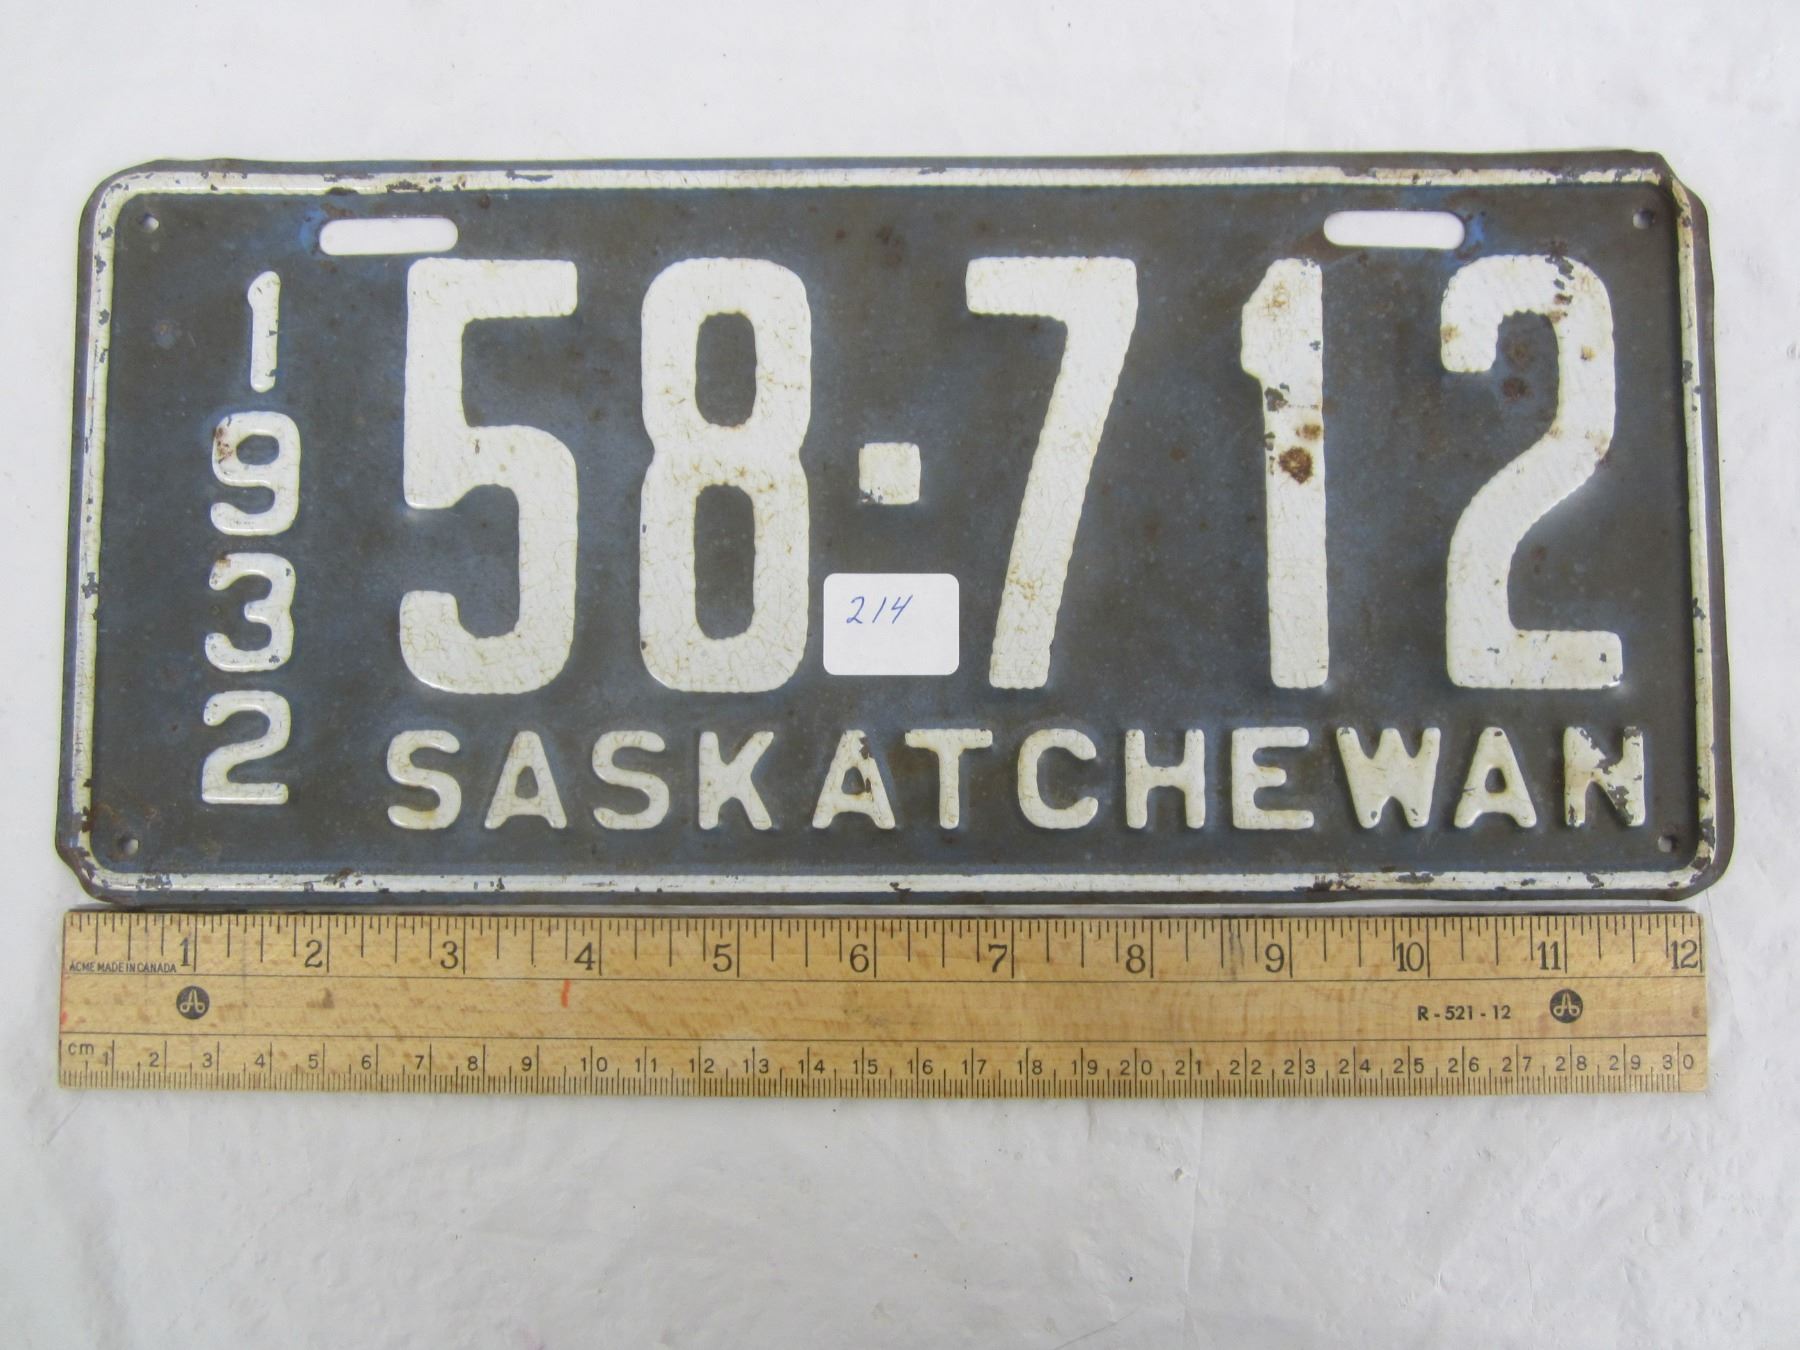 1932
58-712
214
SASKATCHEWAN
1 2 3 4 5 6 7 8 9 10 11 12
ACME MADE IN CANADA
R-521-12
cm 1 2 3 4 5 6 7 8 9 10 11 12 13 14 15 16 17 18 19 20 21 22 23 24 25 26 27 28 29 30